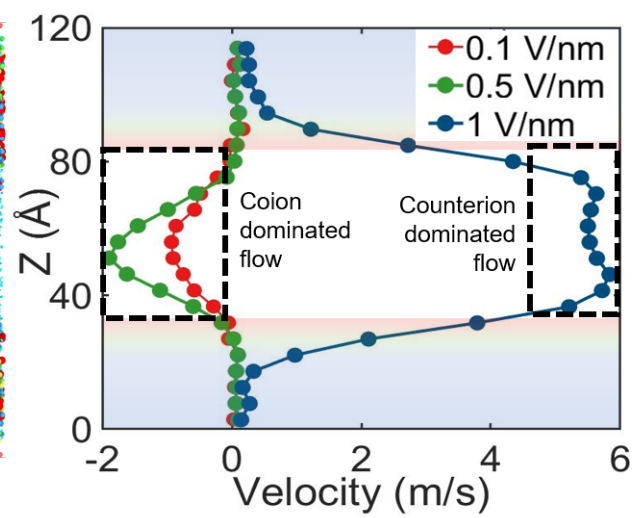 120
80
40
0
Z (Å)
0.1 V/nm
0.5 V/nm
1 V/nm
Coion
dominated
flow
Counterion
dominated
flow
-2 0 2 4 6
Velocity (m/s)